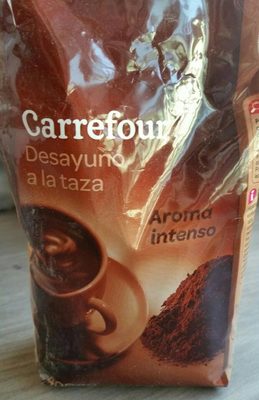 Carrefour
Desayuno
a la taza
Aroma
intenso